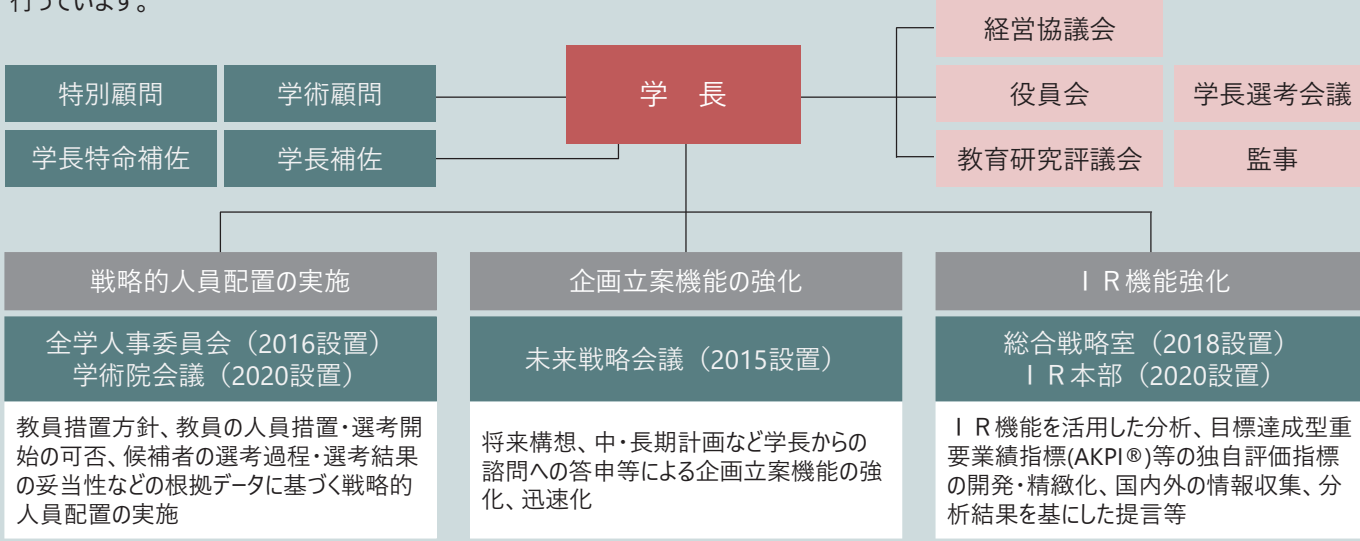 行っています。
経営協議会
特別顧問
学術顧問
学　長
役員会
学長選考会議
学長特命補佐
学長補佐
教育研究評議会
監事
戦略的人員配置の実施
全学人事委員会（2016設置）
学術院会議（2020設置）
教員措置方針、教員の人員措置・選考開
始の可否、候補者の選考過程・選考結果
の妥当性などの根拠データに基づく戦略的
人員配置の実施
企画立案機能の強化
未来戦略会議（2015設置）
将来構想、中・長期計画など学長からの
諮問への答申等による企画立案機能の強
化、迅速化
ＩＲ機能強化
総合戦略室（2018設置）
ＩＲ本部（2020設置）
ＩＲ機能を活用した分析、目標達成型重
要業績指標(AKPI®)等の独自評価指標
の開発・精緻化、国内外の情報収集、分
析結果を基にした提言等